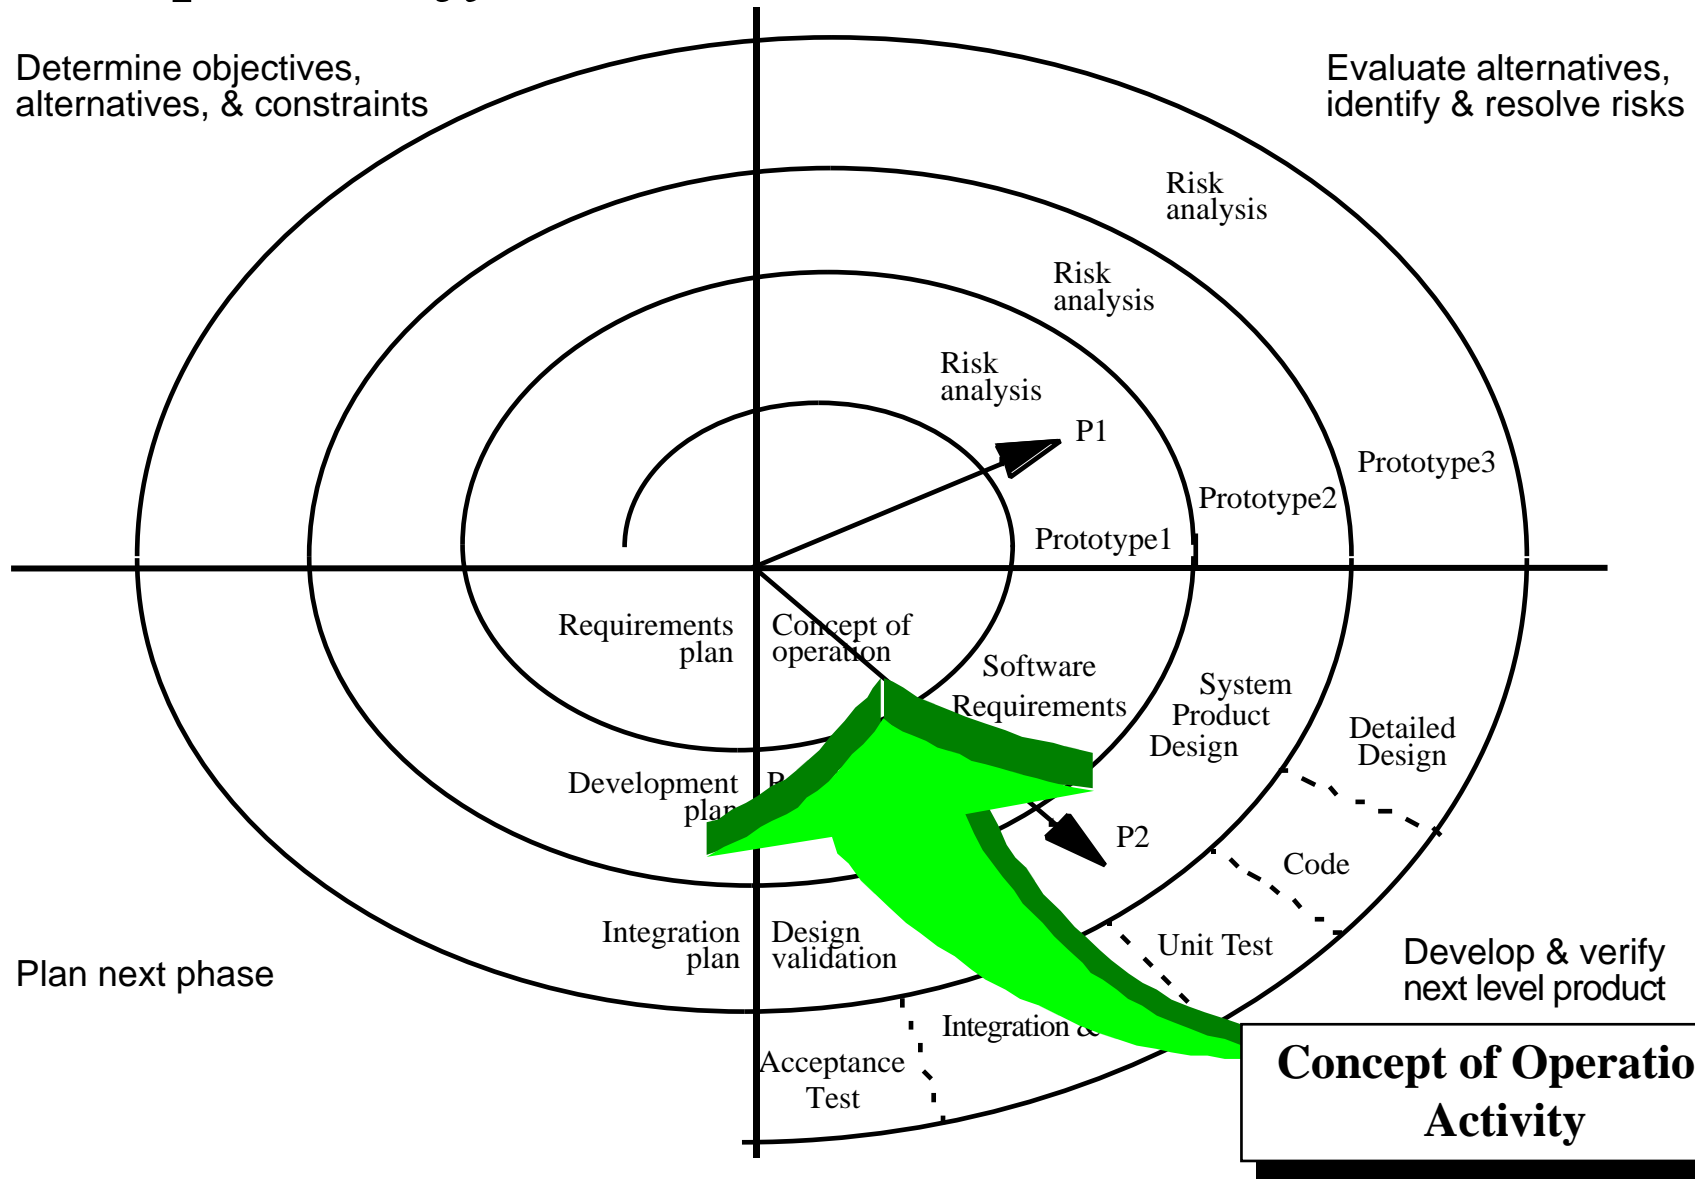 Determine objectives,
alternatives, & constraints
Evaluate alternatives,
identify & resolve risks
Risk
analysis
Risk
analysis
Risk
analysis
P1
Prototype3
Prototype2
Prototype1
Requirements
plan
Concept of
operation
Software
Requirements
System
Product
Design
Detailed
Design
Development
plan
P2
Code
Integration
plan
Design
validation
Unit Test
Develop & verify
next level product
Plan next phase
Integration &
Acceptance
Test
Concept of Operatio
Activity